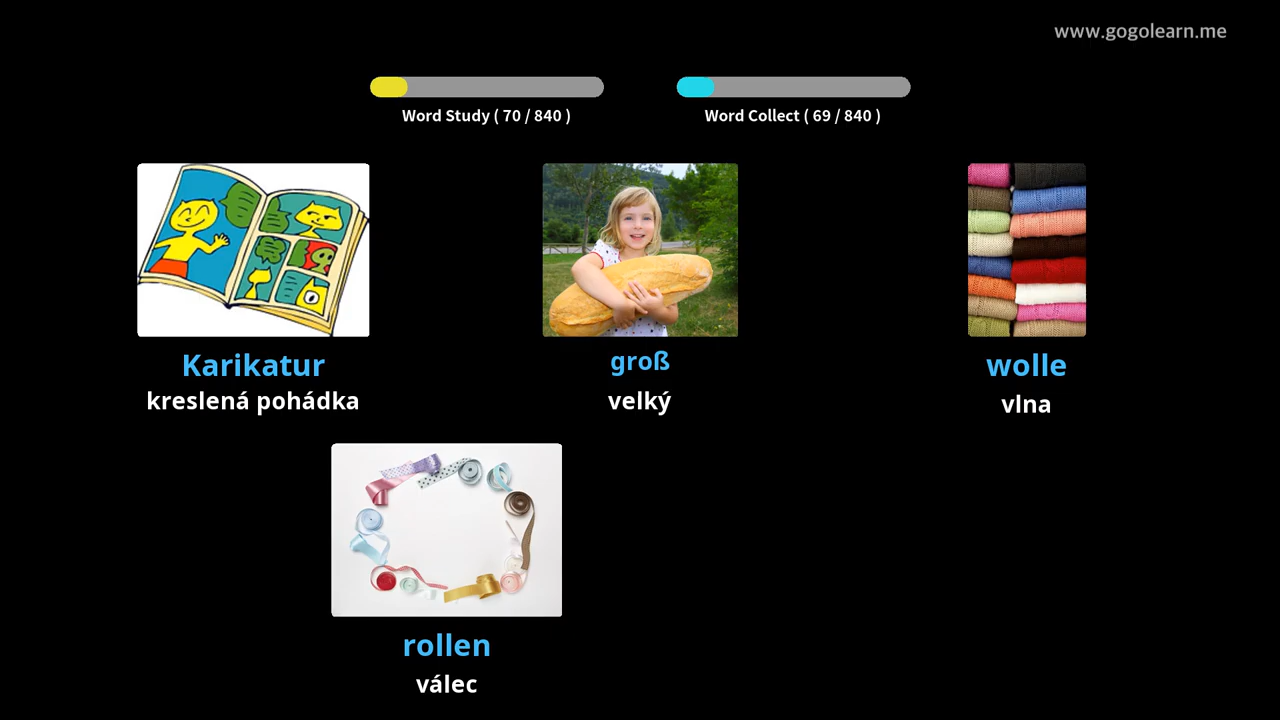 www.gogolearn.me
Word Study ( 70 / 840 )
Word Collect ( 69 / 840 )
Karikatur
kreslená pohádka
groß
velký
wolle
vlna
rollen
válec